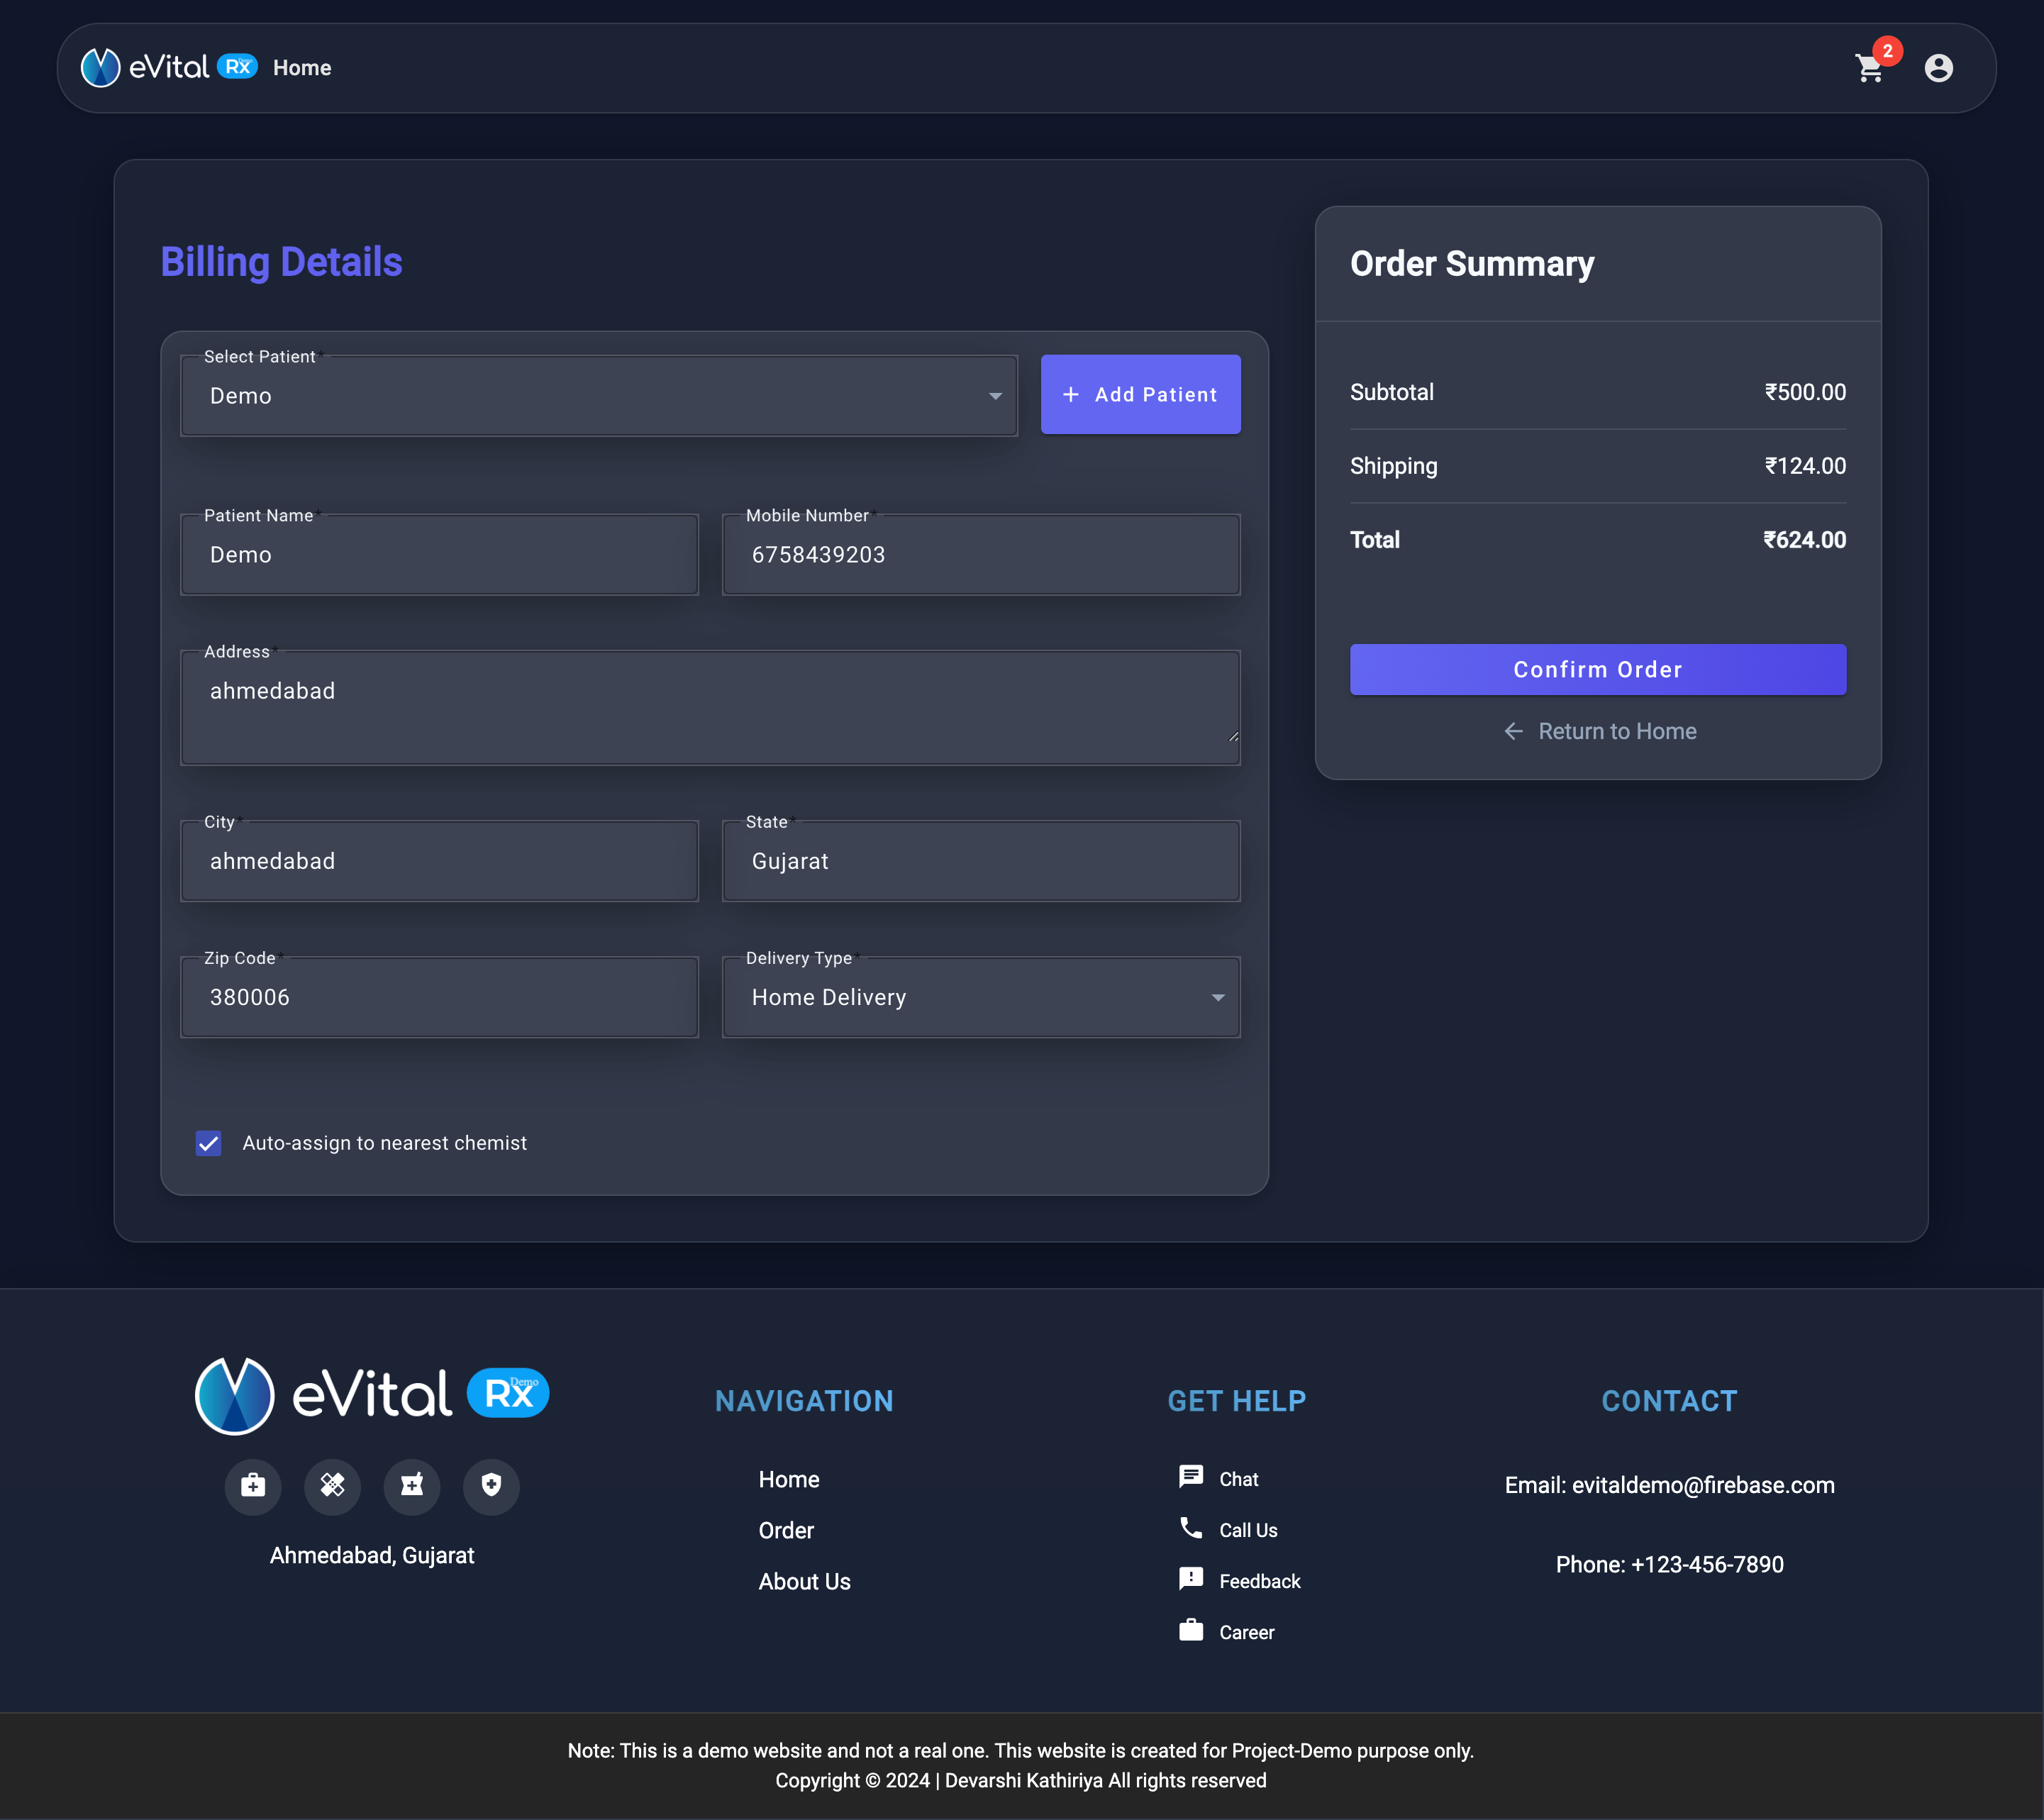 eVital Rx Demo Home 2
Billing Details
Select Patient*
Demo
+ Add Patient
Patient Name*
Demo
Mobile Number*
6758439203
Address*
ahmedabad
City*
ahmedabad
State*
Gujarat
Zip Code*
380006
Delivery Type*
Home Delivery
Auto-assign to nearest chemist
Order Summary
Subtotal ₹500.00
Shipping ₹124.00
Total ₹624.00
Confirm Order
Return to Home
eVital Rx Demo
Ahmedabad, Gujarat
NAVIGATION
Home
Order
About Us
GET HELP
Chat
Call Us
Feedback
Career
CONTACT
Email: evitaldemo@firebase.com
Phone: +123-456-7890
Note: This is a demo website and not a real one. This website is created for Project-Demo purpose only.
Copyright © 2024 | Devarshi Kathiriya All rights reserved